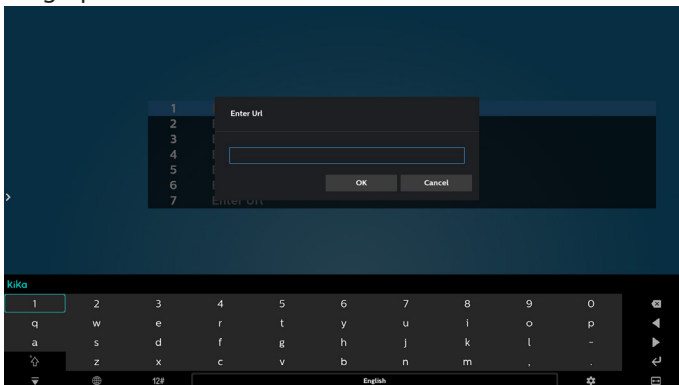 1
2
3
4
5
6
7 Enter Url
Enter Url
OK Cancel
kika
1 2 3 4 5 6 7 8 9 0
q w e r t y u i o p
a s d f g h j k l -
z x c v b n m , .
12# English